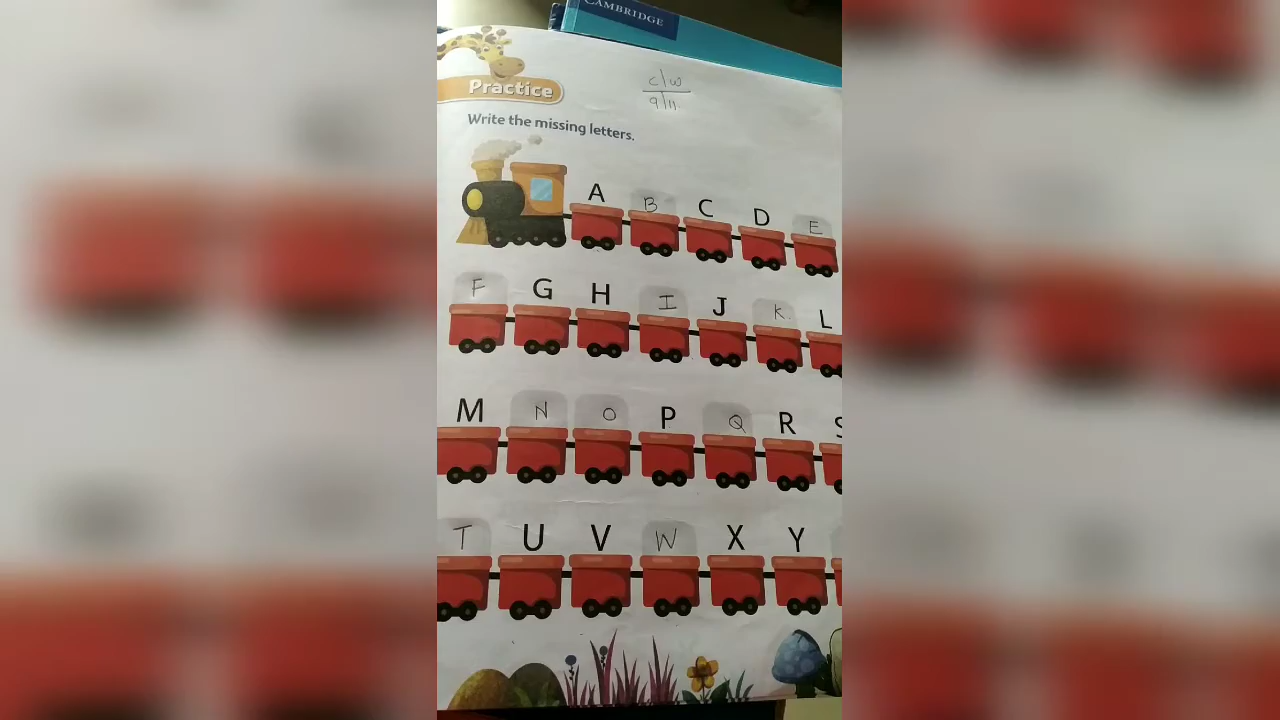 CAMBRIDGE
c/w
9/11
Practice
Write the missing letters.
A B C D E
F G H I J K L
M N O P Q R S
T U V W X Y